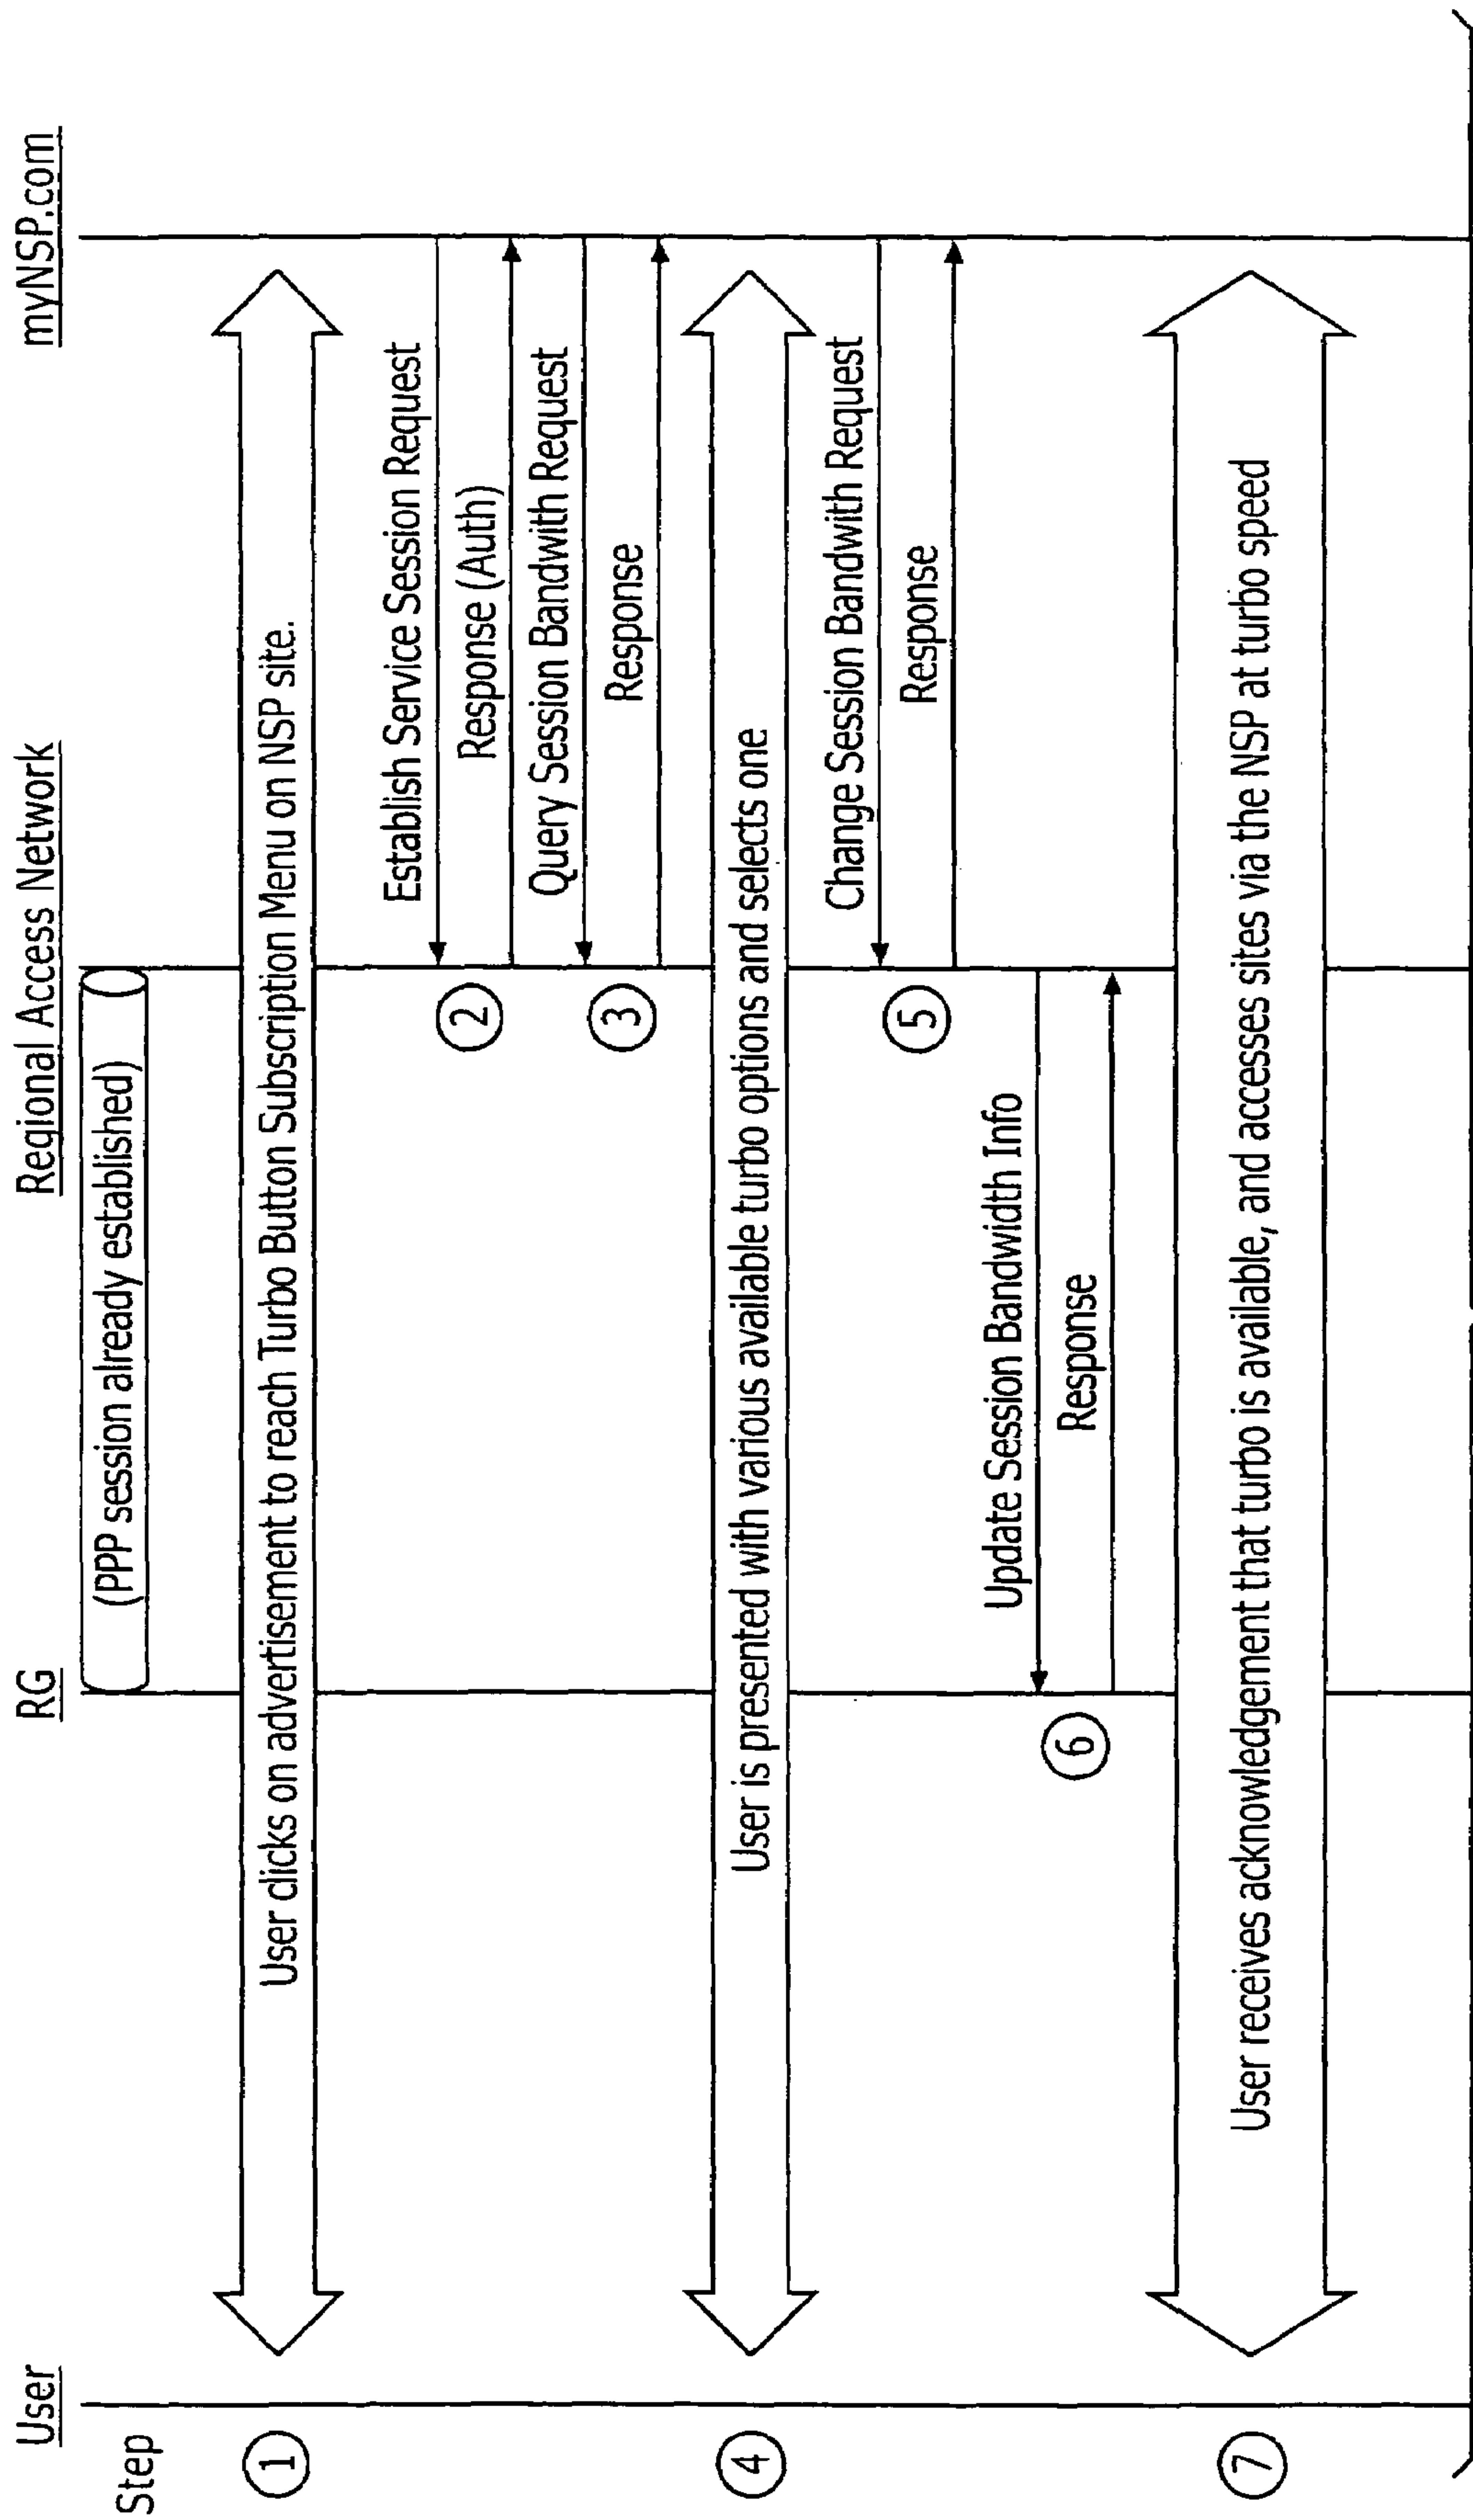 User
RG
Regional Access Network
myNSP.com
Step
(PPP session already established)
1
User clicks on advertisement to reach Turbo Button Subscription Menu on NSP site.
Establish Service Session Request
2
Response (Auth)
Query Session Bandwith Request
3
Response
4
User is presented with various available turbo options and selects one
Change Session Bandwith Request
5
Response
Update Session Bandwidth Info
6
Response
7
User receives acknowledgement that turbo is available, and accesses sites via the NSP at turbo speed